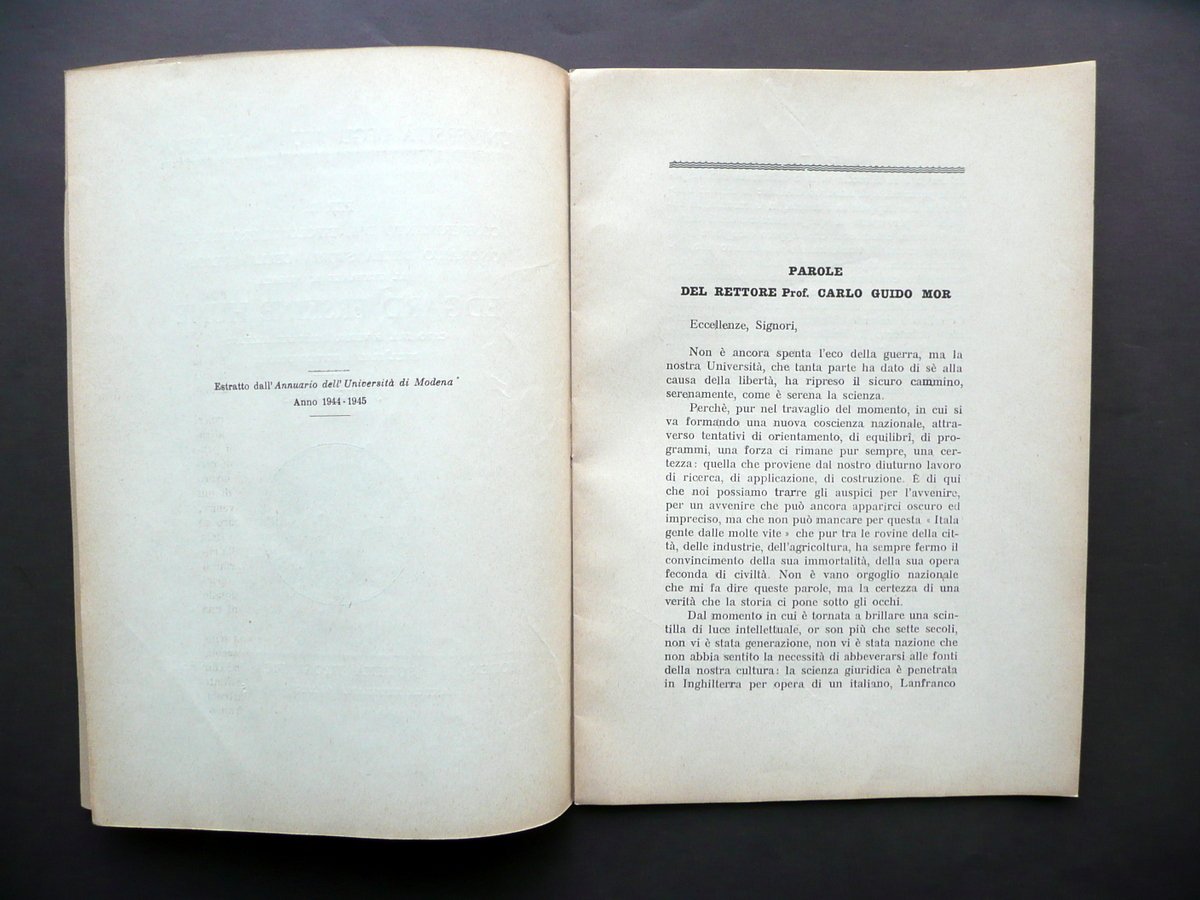 Estratto dall'Annuario dell'Università di Modena
Anno 1944-1945
PAROLE
DEL RETTORE Prof. CARLO GUIDO MOR
Eccellenze, Signori,
Non è ancora spenta l'eco della guerra, ma la
nostra Università, che tanta parte ha dato di sè alla
causa della libertà, ha ripreso il sicuro cammino,
serenamente, come è serena la scienza.
Perchè, pur nel travaglio del momento, in cui si
va formando una nuova coscienza nazionale, attra-
verso tentativi di orientamento, di equilibrî, di pro-
grammi, una forza ci rimane pur sempre, una cer-
tezza: quella che proviene dal nostro diuturno lavoro
di ricerca, di applicazione, di costruzione. E di qui
che noi possiamo trarre gli auspici per l'avvenire,
per un avvenire che può ancora apparirci oscuro ed
impreciso, ma che non può mancare per questa « Itala
gente dalle molte vite » che pur tra le rovine della cit-
tà, delle industrie, dell'agricoltura, ha sempre fermo il
convincimento della sua immortalità, della sua opera
feconda di civiltà. Non è vano orgoglio nazionale
che mi fa dire queste parole, ma la certezza di una
verità che la storia ci pone sotto gli occhi.
Dal momento in cui è tornata a brillare una scin-
tilla di luce intellettuale, or son più che sette secoli,
non vi è stata generazione, non vi è stata nazione che
non abbia sentito la necessità di abbeverarsi alle fonti
della nostra cultura: la scienza giuridica è penetrata
in Inghilterra per opera di un italiano, Lanfranco